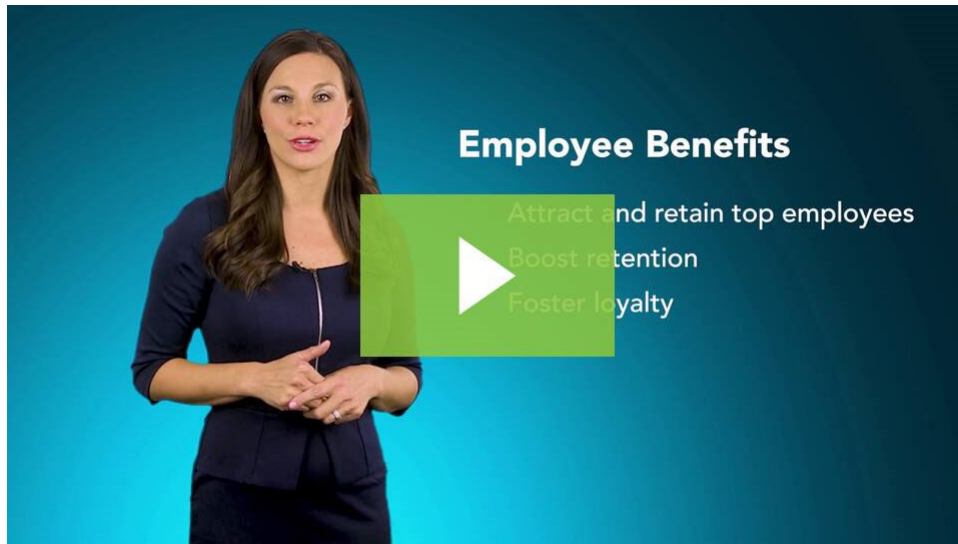 Employee Benefits
Attract and retain top employees
Boost retention
Foster loyalty